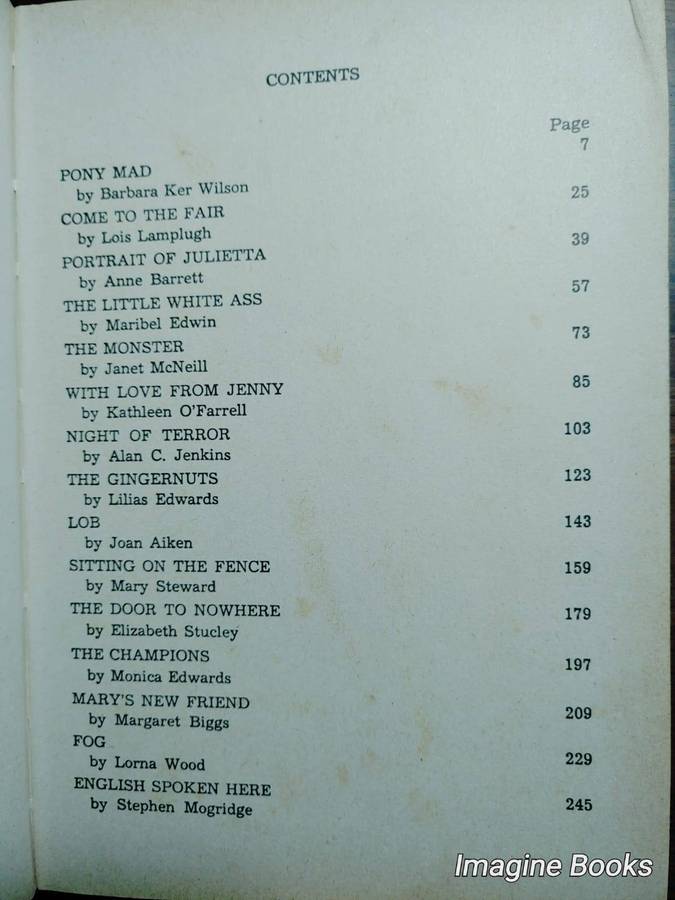 CONTENTS
Page
7
PONY MAD
by Barbara Ker Wilson
25
COME TO THE FAIR
by Lois Lamplugh
39
PORTRAIT OF JULIETTA
by Anne Barrett
57
THE LITTLE WHITE ASS
by Maribel Edwin
73
THE MONSTER
by Janet McNeill
85
WITH LOVE FROM JENNY
by Kathleen O'Farrell
103
NIGHT OF TERROR
by Alan C. Jenkins
123
THE GINGERNUTS
by Lilias Edwards
143
LOB
by Joan Aiken
159
SITTING ON THE FENCE
by Mary Steward
179
THE DOOR TO NOWHERE
by Elizabeth Stucley
197
THE CHAMPIONS
by Monica Edwards
209
MARY'S NEW FRIEND
by Margaret Biggs
229
FOG
by Lorna Wood
245
ENGLISH SPOKEN HERE
by Stephen Mogridge
Imagine Books